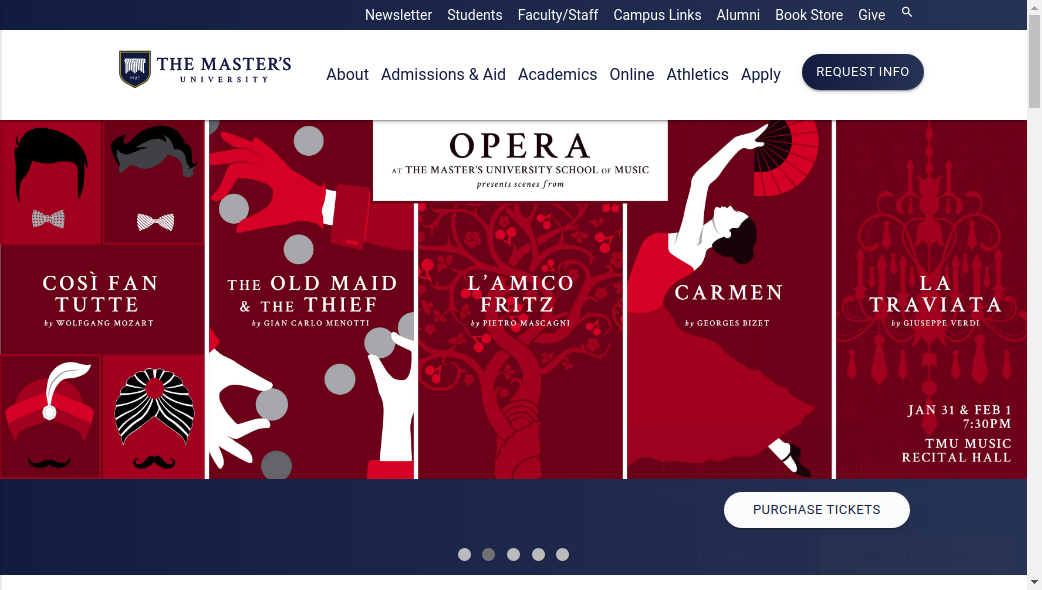 Newsletter Students Faculty/Staff Campus Links Alumni Book Store Give
THE MASTER'S
UNIVERSITY
About Admissions & Aid Academics Online Athletics Apply REQUEST INFO
OPERA
AT THE MASTER'S UNIVERSITY SCHOOL OF MUSIC
presents scenes from
COSÌ FAN
TUTTE
by WOLFGANG MOZART
THE OLD MAID
& THE THIEF
by GIAN CARLO MENOTTI
L'AMICO
FRITZ
by PIETRO MASCAGNI
CARMEN
by GEORGES BIZET
LA
TRAVIATA
by GIUSEPPE VERDI
JAN 31 & FEB 1
7:30PM
TMU MUSIC
RECITAL HALL
PURCHASE TICKETS